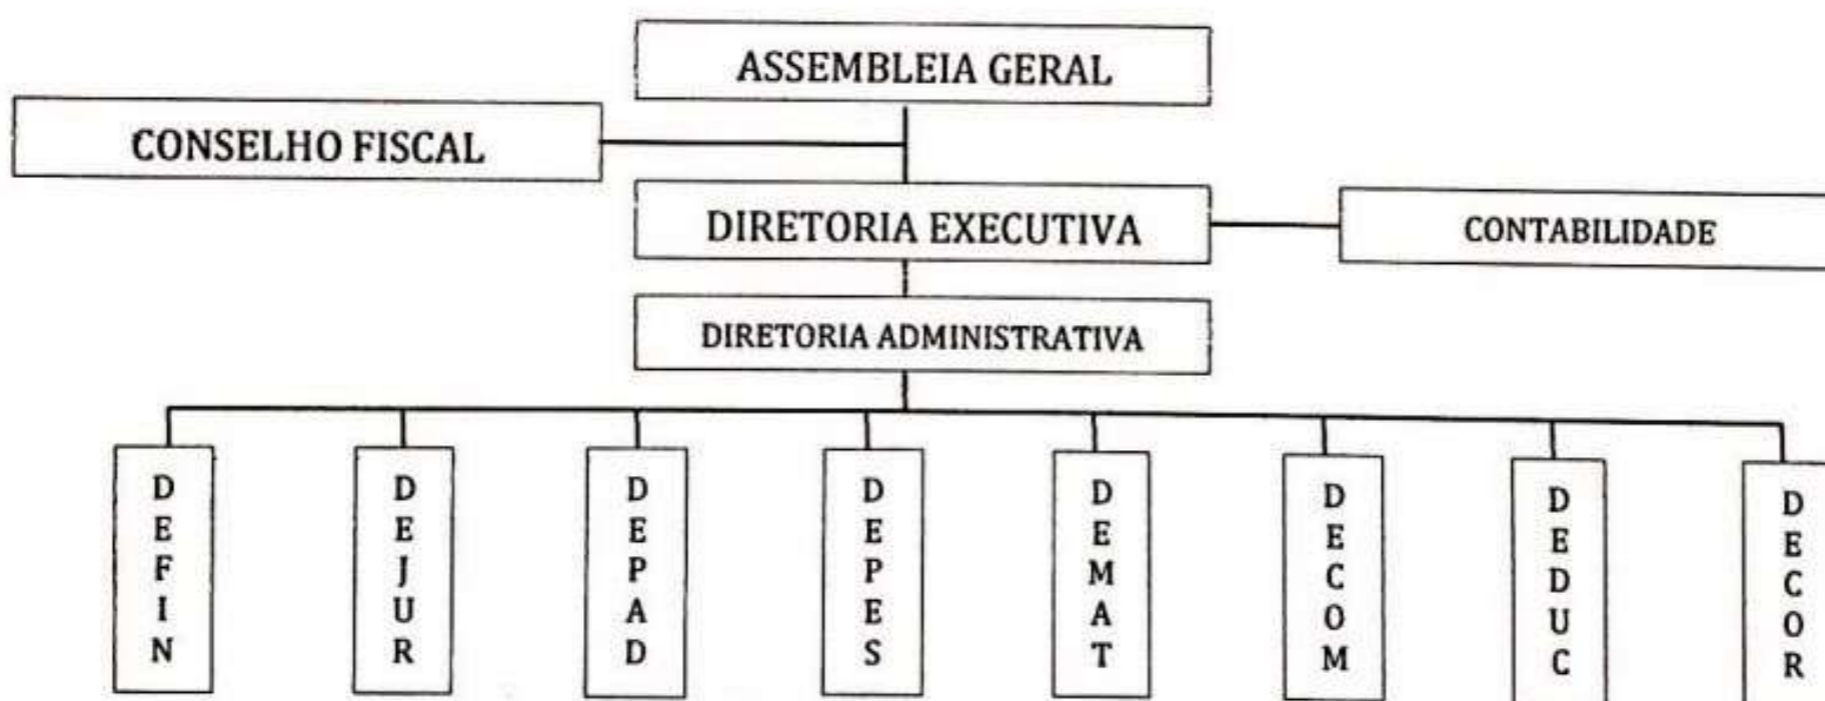 ASSEMBLEIA GERAL
CONSELHO FISCAL
DIRETORIA EXECUTIVA
CONTABILIDADE
DIRETORIA ADMINISTRATIVA
DEFIN
DEJUR
DEPAD
DEPES
DEMAT
DECOM
DEDUC
DECOR